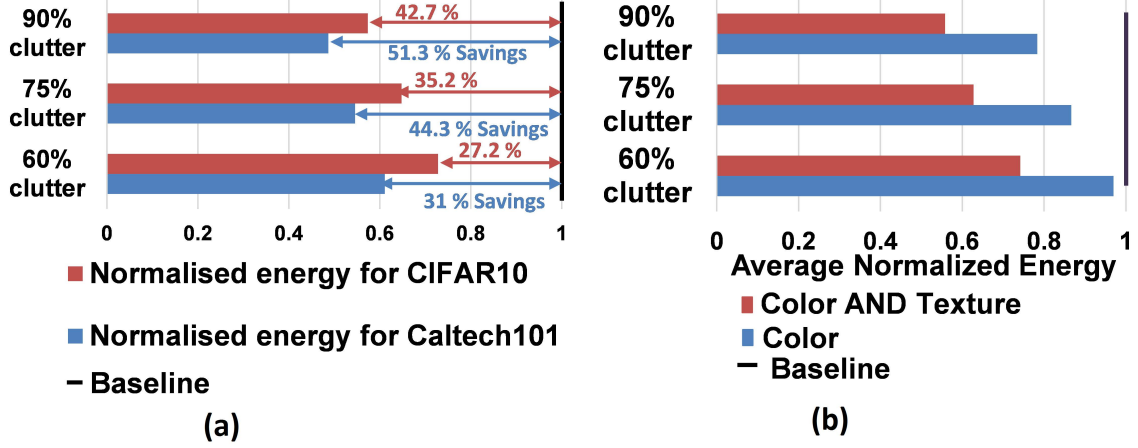 90%
clutter
42.7 %
51.3 % Savings
75%
clutter
35.2 %
44.3 % Savings
60%
clutter
27.2 %
31 % Savings
0 0.2 0.4 0.6 0.8 1
Normalised energy for CIFAR10
Normalised energy for Caltech101
Baseline
(a)
90%
clutter
75%
clutter
60%
clutter
0 0.2 0.4 0.6 0.8 1
Average Normalized Energy
Color AND Texture
Color
Baseline
(b)